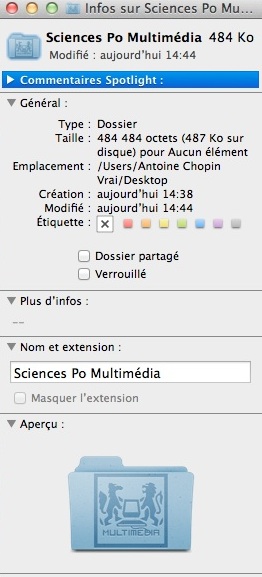 Infos sur Sciences Po Mu...
Sciences Po Multimédia 484 Ko
Modifié : aujourd'hui 14:44
Commentaires Spotlight :
Général :
Type : Dossier
Taille : 484 484 octets (487 Ko sur
disque) pour Aucun élément
Emplacement : /Users/Antoine Chopin
Vrai/Desktop
Création : aujourd'hui 14:38
Modifié : aujourd'hui 14:44
Étiquette :
Dossier partagé
Verrouillé
Plus d'infos :
--
Nom et extension :
Sciences Po Multimédia
Masquer l'extension
Aperçu :
MULTIMEDIA